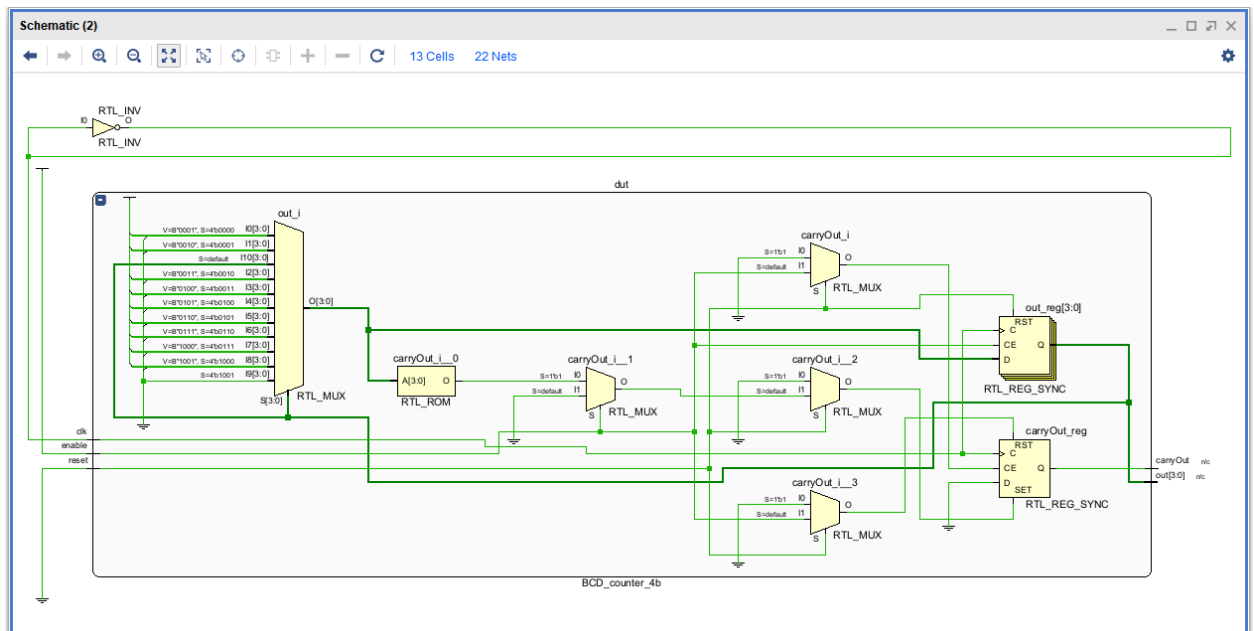 Schematic (2)
13 Cells 22 Nets
RTL_INV
I0 O
RTL_INV
dut
out_i
V=B"0001", S=4'b0000 I0[3:0]
V=B"0010", S=4'b0001 I1[3:0]
S=default I10[3:0]
V=B"0011", S=4'b0010 I2[3:0]
V=B"0100", S=4'b0011 I3[3:0]
V=B"0101", S=4'b0100 I4[3:0]
V=B"0110", S=4'b0101 I5[3:0]
V=B"0111", S=4'b0110 I6[3:0]
V=B"1000", S=4'b0111 I7[3:0]
V=B"1001", S=4'b1000 I8[3:0]
S=4'b1001 I9[3:0]
O[3:0]
S[3:0]
RTL_MUX
carryOut_i__0
A[3:0] O
RTL_ROM
carryOut_i__1
S=1'b1 I0
S=default I1
O
S
RTL_MUX
carryOut_i
S=1'b1 I0
S=default I1
O
S
RTL_MUX
carryOut_i__2
S=1'b1 I0
S=default I1
O
S
RTL_MUX
carryOut_i__3
S=1'b1 I0
S=default I1
O
S
RTL_MUX
out_reg[3:0]
RST
C
CE Q
D
RTL_REG_SYNC
carryOut_reg
RST
C
CE Q
D
SET
RTL_REG_SYNC
clk
enable
reset
carryOut n/c
out[3:0] n/c
BCD_counter_4b